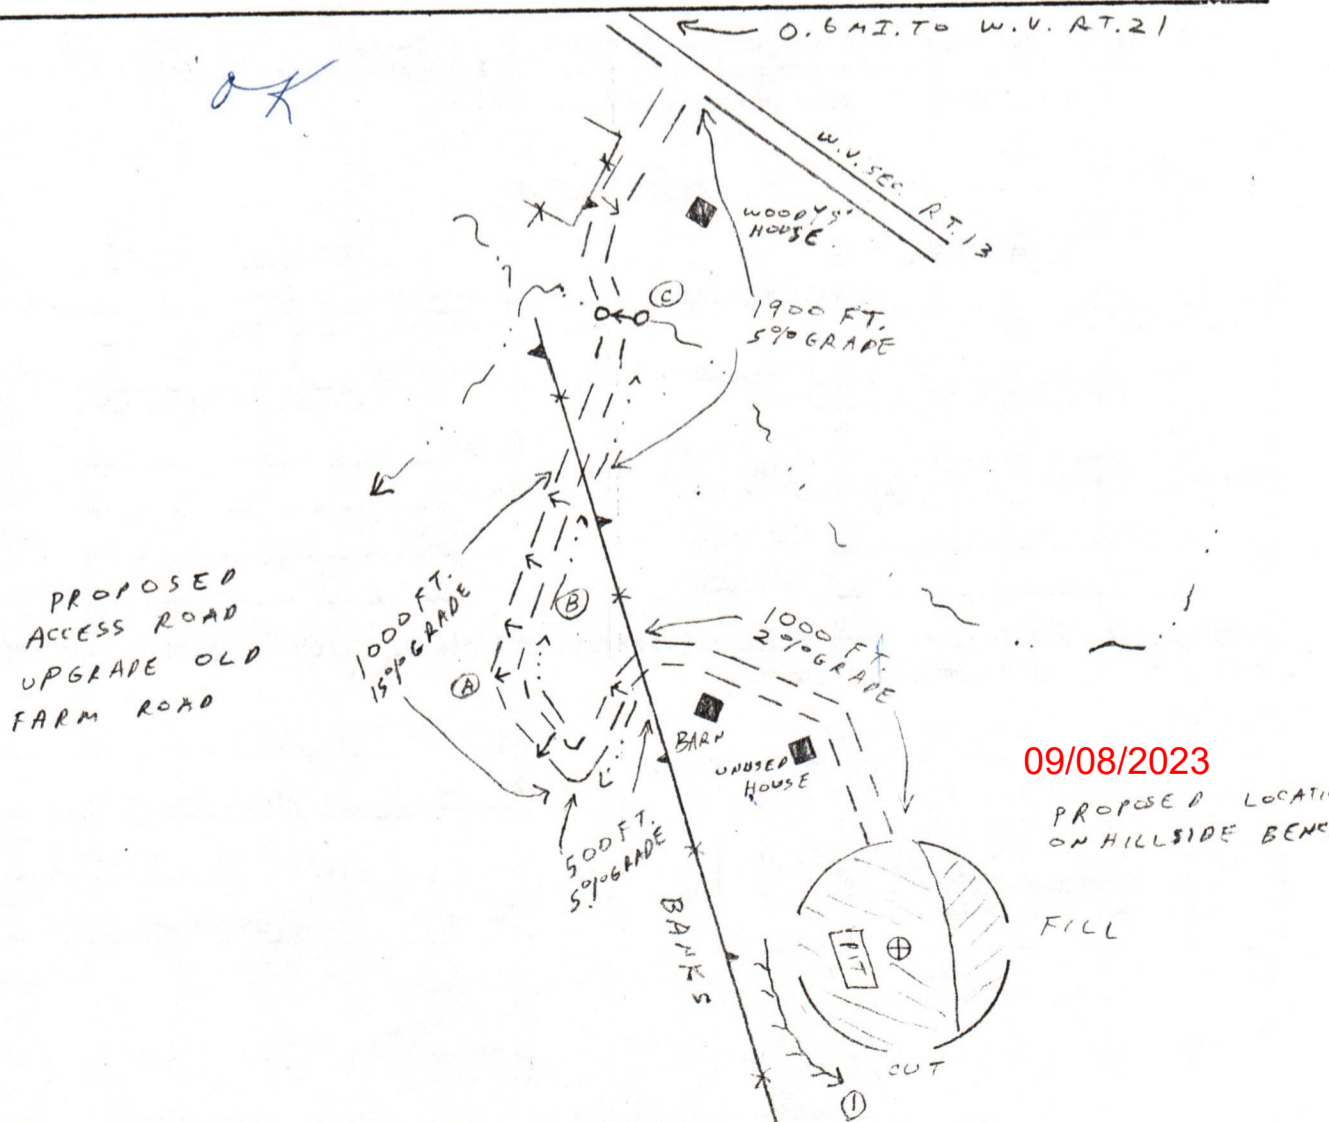 0.6 MI. TO W.V. RT. 21
OK
W.V. SEC. RT. 13
WOODYS'
HOUSE
C
1900 FT.
5% GRADE
PROPOSED
ACCESS ROAD
UPGRADE OLD
FARM ROAD
1000 FT.
15% GRADE
B
A
1000 FT.
2% GRADE
BARN
UNUSED
HOUSE
09/08/2023
PROPOSED LOCATI
ON HILLSIDE BENC
500 FT.
5% GRADE
BANKS
PIT
FILL
CUT
1